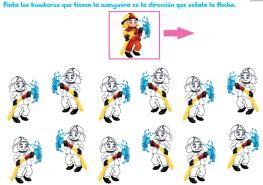 Pinta los bomberos que tienen la manguera en la dirección que señala la flecha.